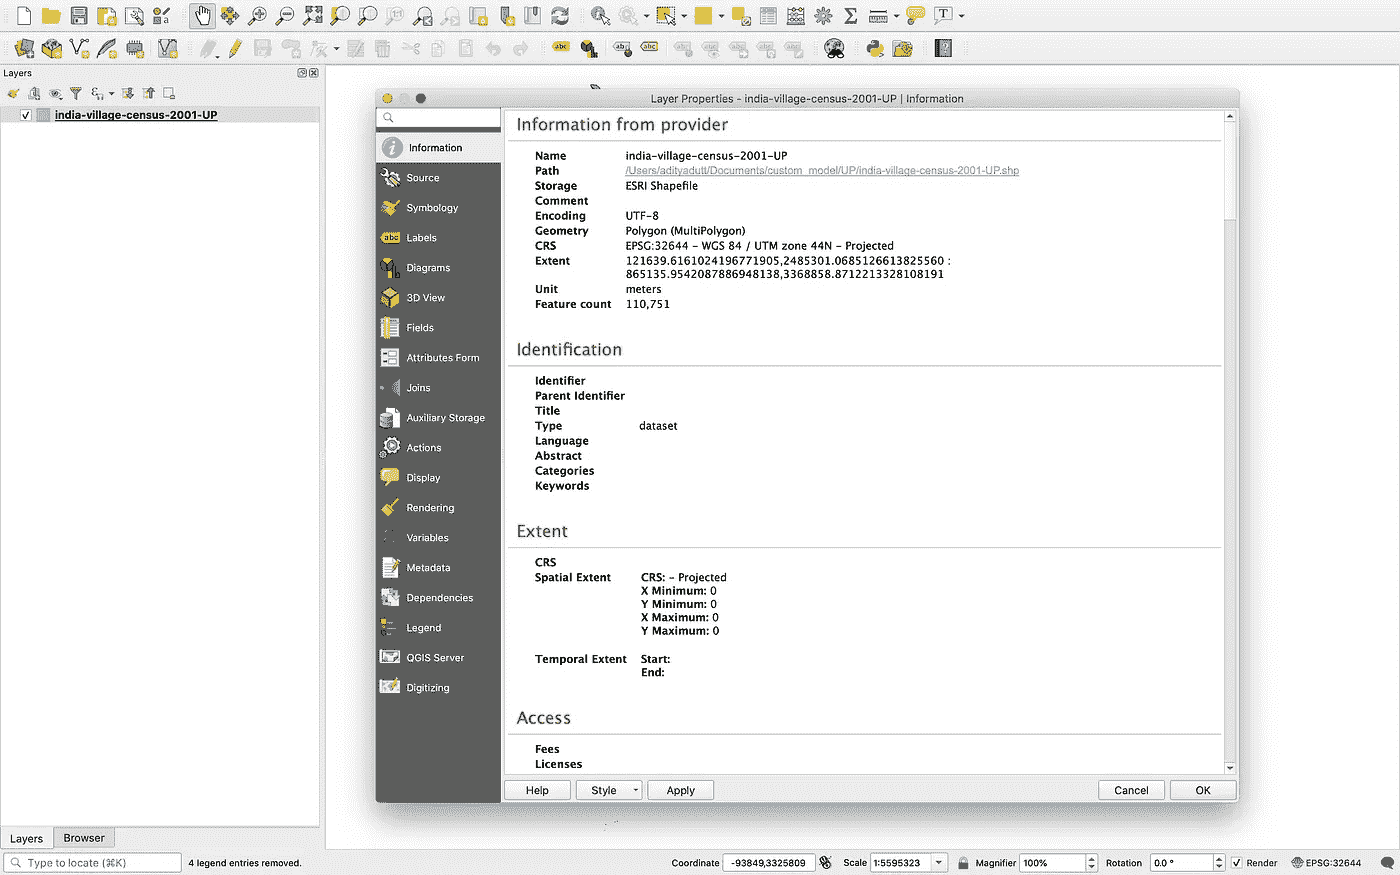 Layers
india-village-census-2001-UP
Layer Properties - india-village-census-2001-UP | Information
Information
Source
Symbology
abc Labels
Diagrams
3D View
Fields
Attributes Form
Joins
Auxiliary Storage
Actions
Display
Rendering
Variables
Metadata
Dependencies
Legend
QGIS Server
Digitizing
Information from provider
Name india-village-census-2001-UP
Path /Users/adityadutt/Documents/custom_model/UP/india-village-census-2001-UP.shp
Storage ESRI Shapefile
Comment
Encoding UTF-8
Geometry Polygon (MultiPolygon)
CRS EPSG:32644 - WGS 84 / UTM zone 44N - Projected
Extent 121639.6161024196771905,2485301.0685126613825560 :
865135.9542087886948138,3368858.8712213328108191
Unit meters
Feature count 110,751
Identification
Identifier
Parent Identifier
Title
Type dataset
Language
Abstract
Categories
Keywords
Extent
CRS
Spatial Extent CRS: - Projected
X Minimum: 0
Y Minimum: 0
X Maximum: 0
Y Maximum: 0
Temporal Extent Start:
End:
Access
Fees
Licenses
Help Style Apply Cancel OK
Layers Browser
Type to locate (⌘K) 4 legend entries removed. Coordinate -93849,3325809 Scale 1:5595323 Magnifier 100% Rotation 0.0 ° Render EPSG:32644